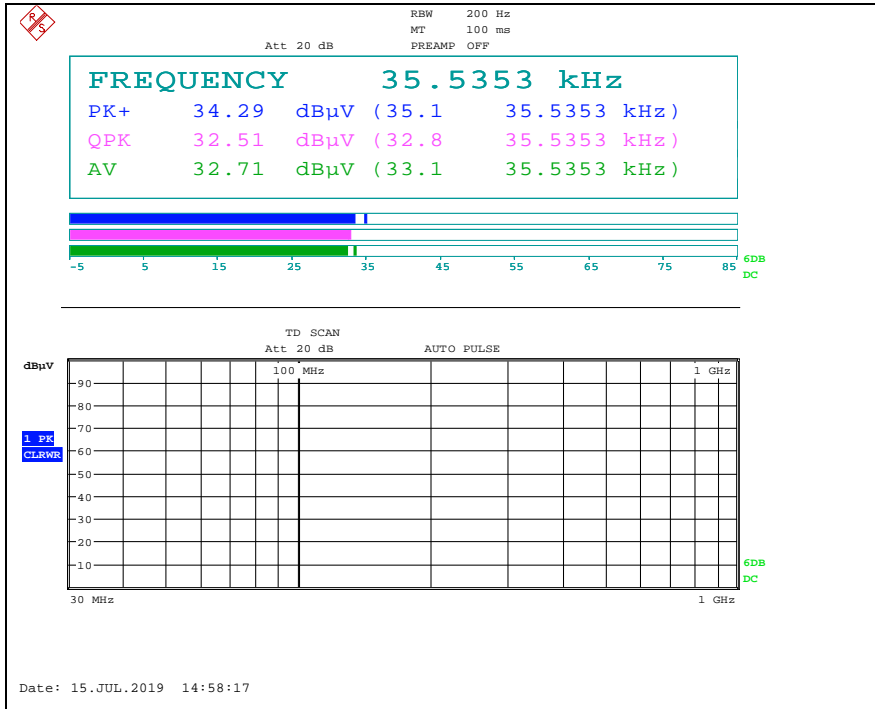 R S
RBW 200 Hz
MT 100 ms
Att 20 dB PREAMP OFF
FREQUENCY 35.5353 kHz
PK+ 34.29 dBµV (35.1 35.5353 kHz)
QPK 32.51 dBµV (32.8 35.5353 kHz)
AV 32.71 dBµV (33.1 35.5353 kHz)
-5 5 15 25 35 45 55 65 75 85
6DB
DC
TD SCAN
Att 20 dB AUTO PULSE
dBµV
100 MHz 1 GHz
90
80
70
1 PK
CLRWR
60
50
40
30
20
10
6DB
DC
30 MHz 1 GHz
Date: 15.JUL.2019 14:58:17